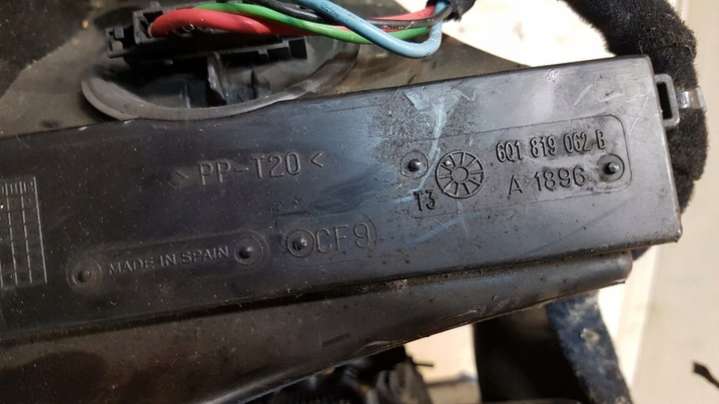 > PP-T20 <
6Q1 819 062 B
A 1896
T3
CF9
MADE IN SPAIN